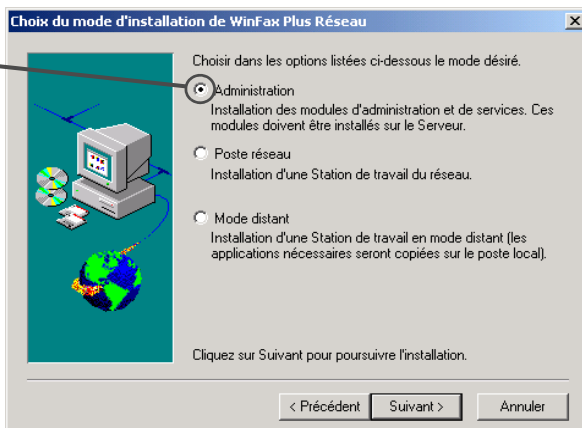 Choix du mode d'installation de WinFax Plus Réseau
Choisir dans les options listées ci-dessous le mode désiré.
Administration
Installation des modules d'administration et de services. Ces
modules doivent être installés sur le Serveur.
Poste réseau
Installation d'une Station de travail du réseau.
Mode distant
Installation d'une Station de travail en mode distant (les
applications nécessaires seront copiées sur le poste local).
Cliquez sur Suivant pour poursuivre l'installation.
< Précédent
Suivant >
Annuler